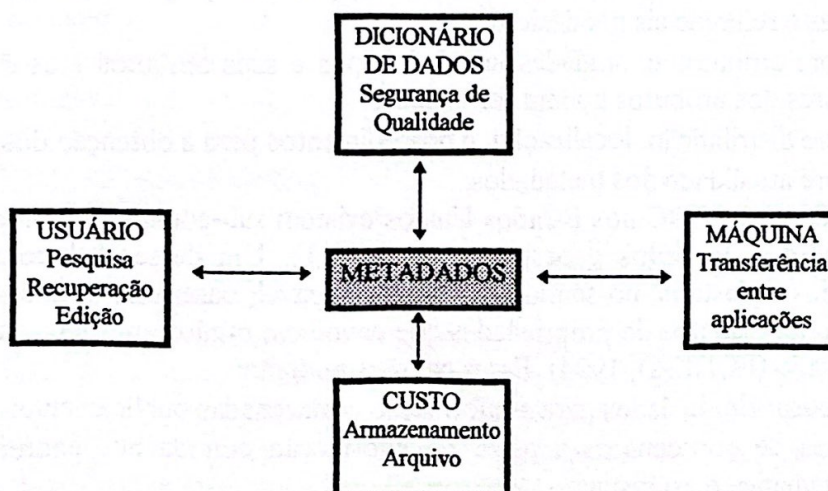 DICIONÁRIO
DE DADOS
Segurança de
Qualidade
USUÁRIO
Pesquisa
Recuperação
Edição
METADADOS
MÁQUINA
Transferência
entre
aplicações
CUSTO
Armazenamento
Arquivo